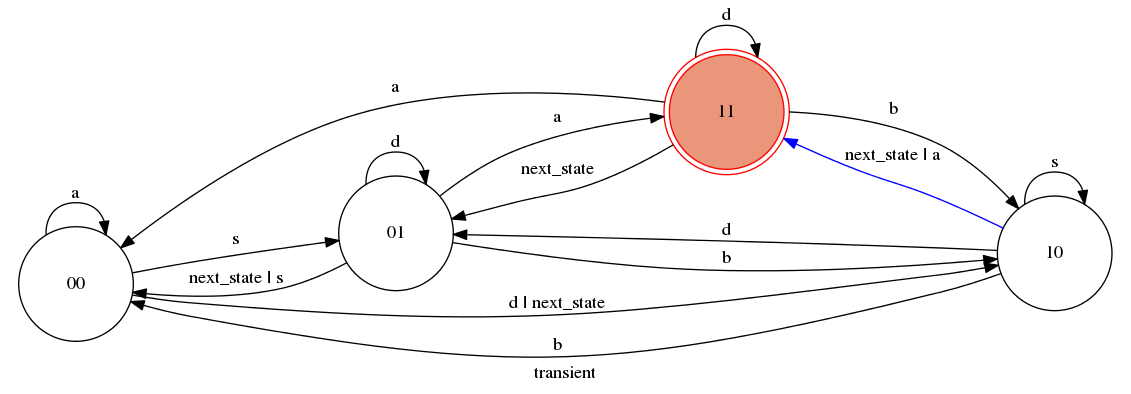 d
11
a
b
a
next_state | a
d
next_state
s
a
01
s
d
b
10
00
next_state | s
d | next_state
b
transient